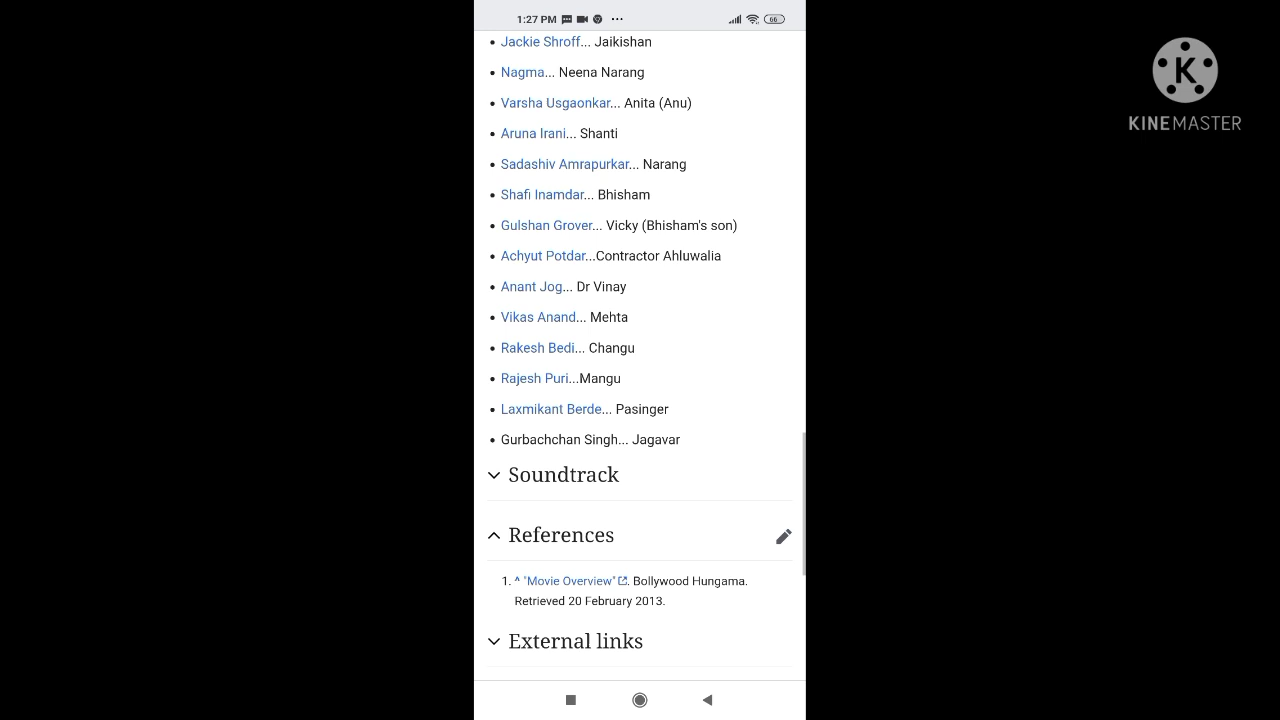 1:27 PM
66
Jackie Shroff... Jaikishan
Nagma... Neena Narang
Varsha Usgaonkar... Anita (Anu)
Aruna Irani... Shanti
Sadashiv Amrapurkar... Narang
Shafi Inamdar... Bhisham
Gulshan Grover... Vicky (Bhisham's son)
Achyut Potdar...Contractor Ahluwalia
Anant Jog... Dr Vinay
Vikas Anand... Mehta
Rakesh Bedi... Changu
Rajesh Puri...Mangu
Laxmikant Berde... Pasinger
Gurbachchan Singh... Jagavar
Soundtrack
References
1. ^ "Movie Overview". Bollywood Hungama.
Retrieved 20 February 2013.
External links
K
KINEMASTER